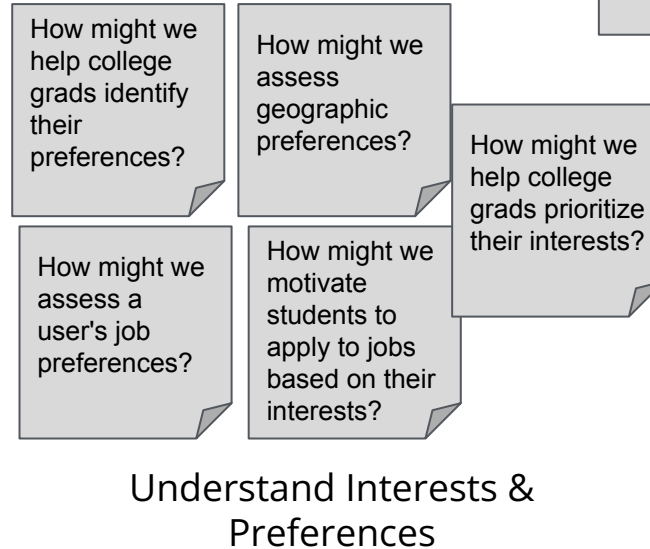 How might we
help college
grads identify
their
preferences?
How might we
assess
geographic
preferences?
How might we
help college
grads prioritize
their interests?
How might we
assess a
user's job
preferences?
How might we
motivate
students to
apply to jobs
based on their
interests?
Understand Interests &
Preferences